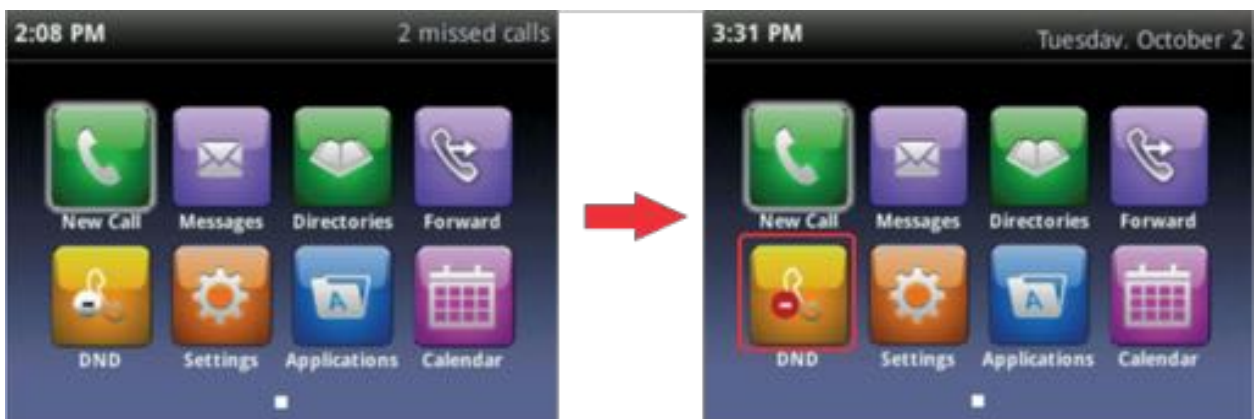 2:08 PM 2 missed calls
New Call Messages Directories Forward
DND Settings Applications Calendar
3:31 PM Tuesday, October 2
New Call Messages Directories Forward
A
DND Settings Applications Calendar